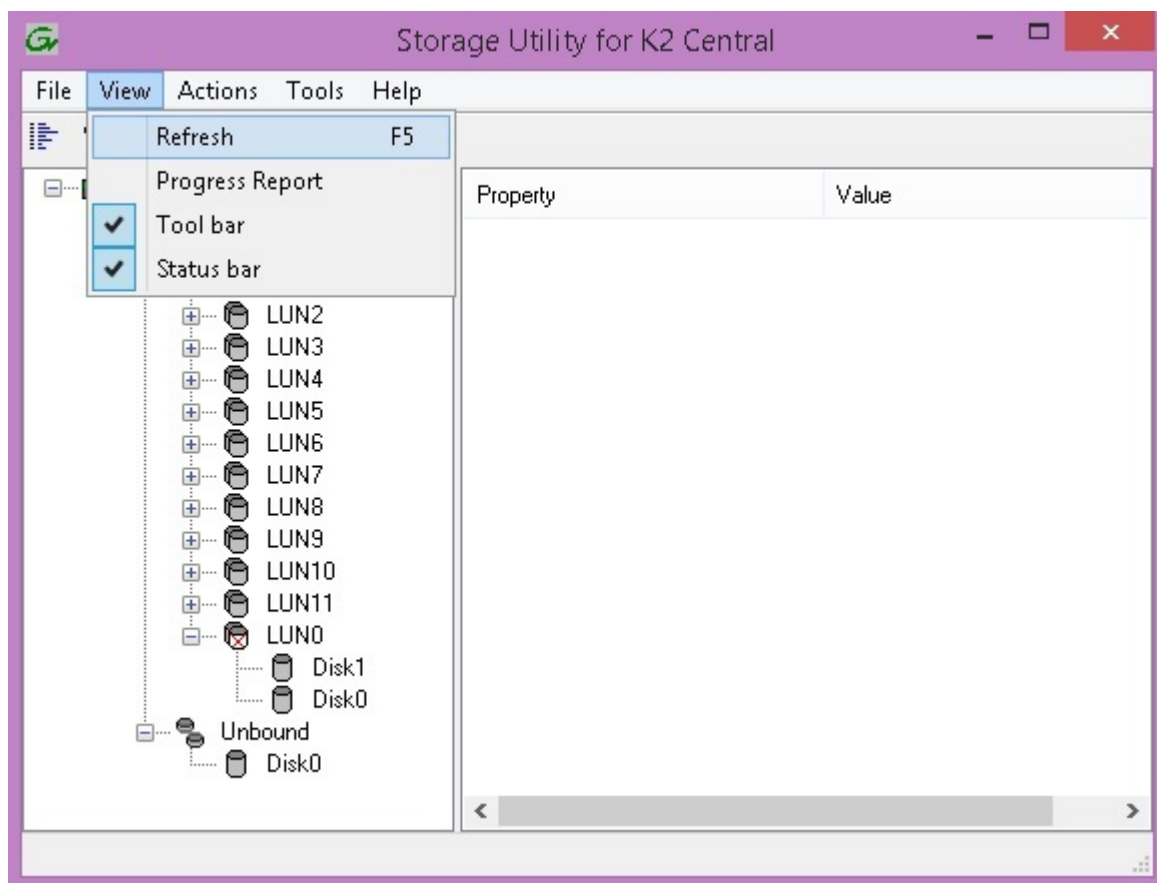 Storage Utility for K2 Central
File View Actions Tools Help
Refresh F5
Progress Report
Tool bar
Status bar
Property Value
LUN2
LUN3
LUN4
LUN5
LUN6
LUN7
LUN8
LUN9
LUN10
LUN11
LUN0
Disk1
Disk0
Unbound
Disk0